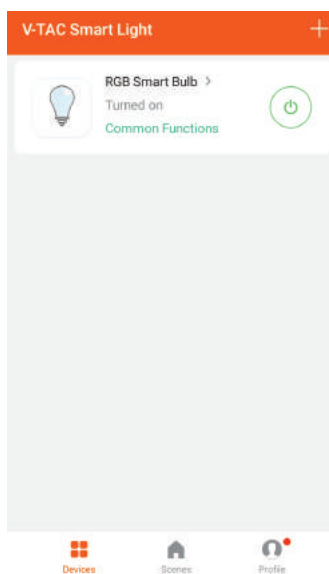 V-TAC Smart Light
RGB Smart Bulb >
Turned on
Common Functions
Devices
Scenes
Profile